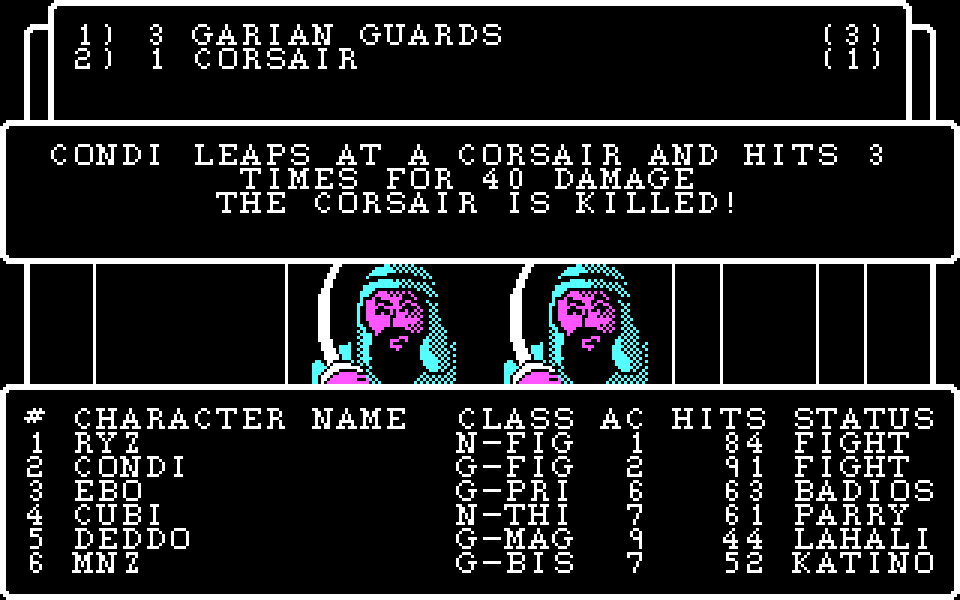 1) 3 GARIAN GUARDS (3)
2) 1 CORSAIR (1)
CONDI LEAPS AT A CORSAIR AND HITS 3
TIMES FOR 40 DAMAGE
THE CORSAIR IS KILLED!
# CHARACTER NAME CLASS AC HITS STATUS
1 RYZ N-FIG 1 84 FIGHT
2 CONDI G-FIG 2 91 FIGHT
3 EBO G-PRI 6 63 BADIOS
4 CUBI N-THI 7 61 PARRY
5 DEDDO G-MAG 9 44 LAHALI
6 MNZ G-BIS 7 52 KATINO